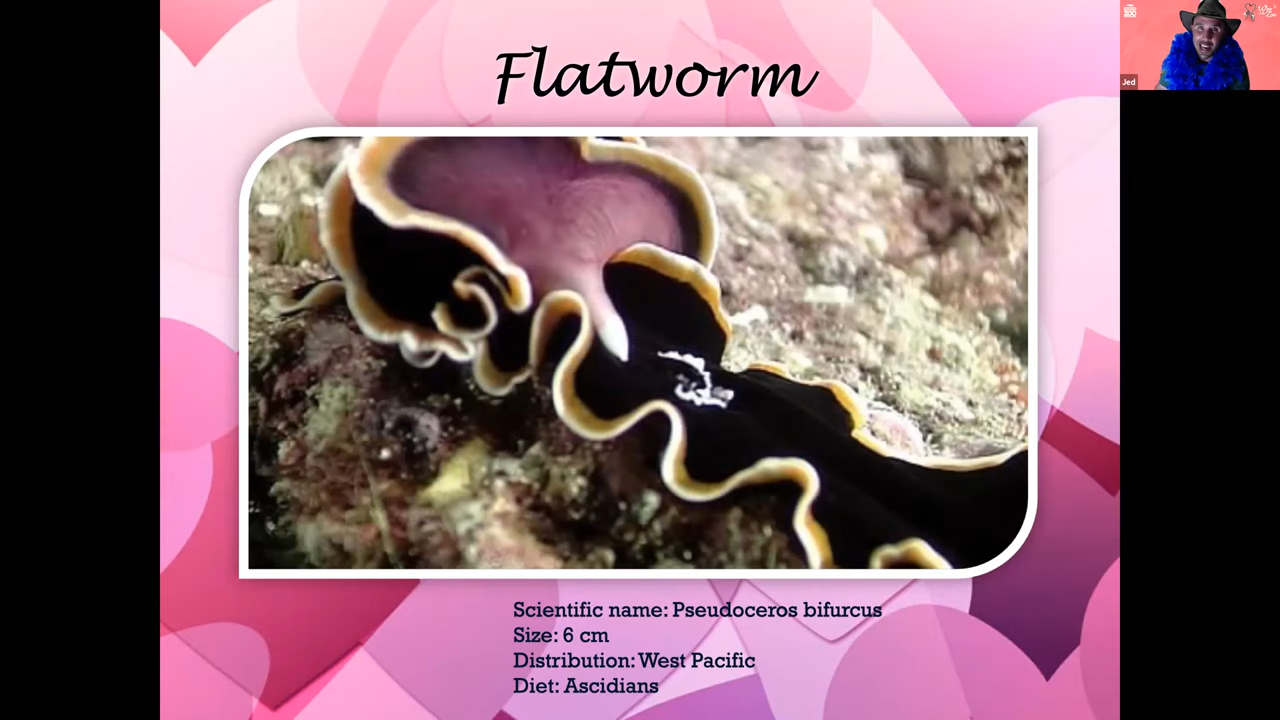 Flatworm
Jed
Scientific name: Pseudoceros bifurcus
Size: 6 cm
Distribution: West Pacific
Diet: Ascidians